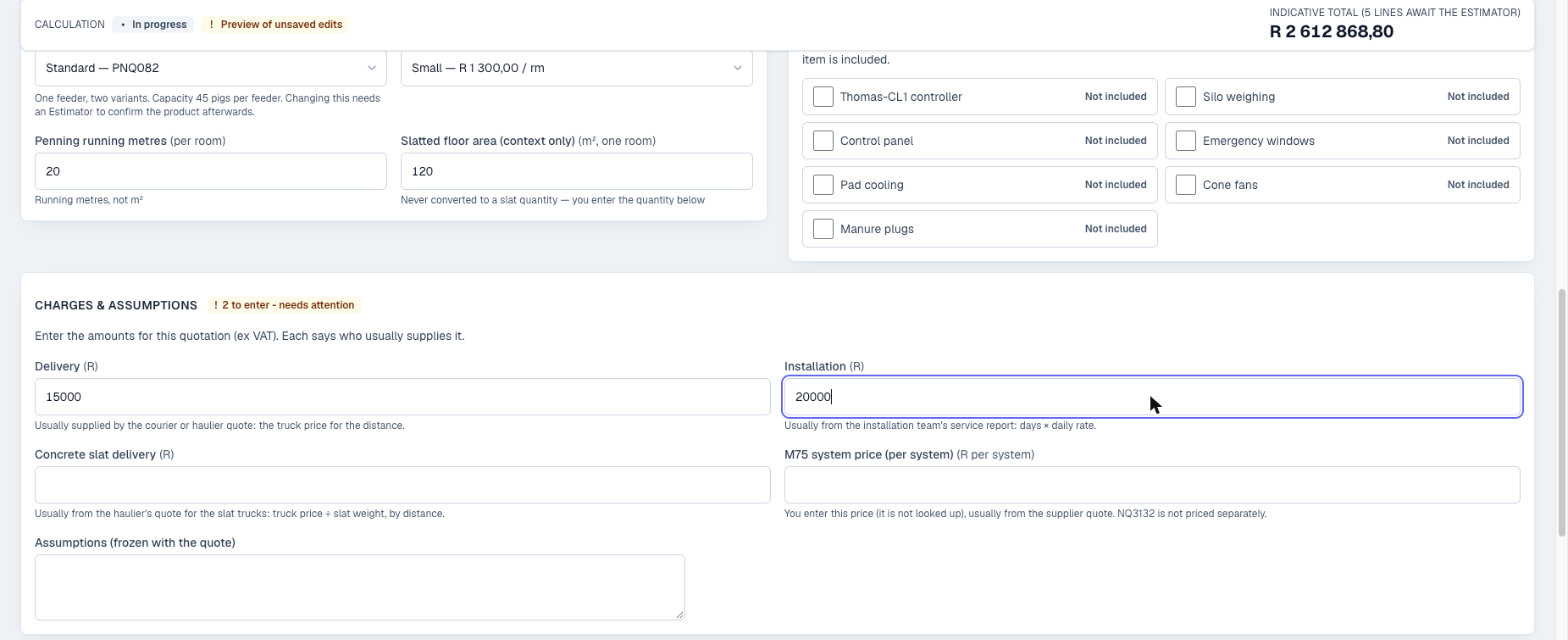 CALCULATION • In progress ! Preview of unsaved edits
INDICATIVE TOTAL (5 LINES AWAIT THE ESTIMATOR)
R 2 612 868,80
Standard — PNQ082
Small — R 1 300,00 / rm
One feeder, two variants. Capacity 45 pigs per feeder. Changing this needs
an Estimator to confirm the product afterwards.
Penning running metres (per room)
Slatted floor area (context only) (m², one room)
20
120
Running metres, not m²
Never converted to a slat quantity — you enter the quantity below
item is included.
Thomas-CL1 controller Not included
Silo weighing Not included
Control panel Not included
Emergency windows Not included
Pad cooling Not included
Cone fans Not included
Manure plugs Not included
CHARGES & ASSUMPTIONS ! 2 to enter - needs attention
Enter the amounts for this quotation (ex VAT). Each says who usually supplies it.
Delivery (R)
Installation (R)
15000
20000
Usually supplied by the courier or haulier quote: the truck price for the distance.
Usually from the installation team's service report: days × daily rate.
Concrete slat delivery (R)
M75 system price (per system) (R per system)
Usually from the haulier's quote for the slat trucks: truck price ÷ slat weight, by distance.
You enter this price (it is not looked up), usually from the supplier quote. NQ3132 is not priced separately.
Assumptions (frozen with the quote)